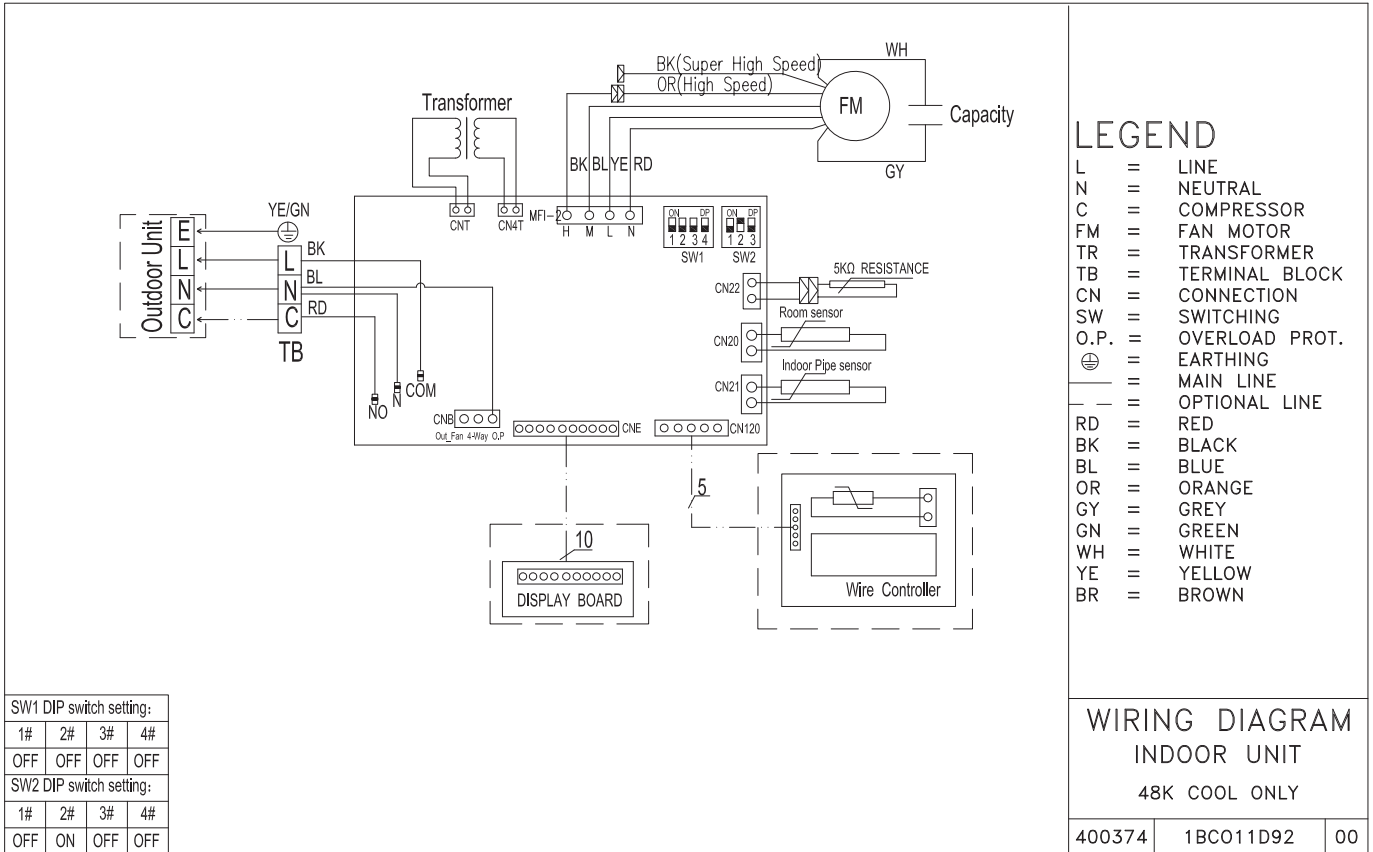 WH
BK(Super High Speed)
OR(High Speed)
FM
Capacity
GY
Transformer
BK BL YE RD
CNT
CN4T
MFI-2
H M L N
ON DP
1 2 3 4
SW1
ON DP
1 2 3
SW2
Outdoor Unit
E
L
N
C
YE/GN
L
N
C
TB
BK
BL
RD
NO
N
COM
CN22
5KΩ RESISTANCE
CN20
Room sensor
CN21
Indoor Pipe sensor
CNB
Out_Fan 4-Way O.P
CNE
CN120
5
10
DISPLAY BOARD
Wire Controller
SW1 DIP switch setting:
1# 2# 3# 4#
OFF OFF OFF OFF
SW2 DIP switch setting:
1# 2# 3# 4#
OFF ON OFF OFF
LEGEND
L = LINE
N = NEUTRAL
C = COMPRESSOR
FM = FAN MOTOR
TR = TRANSFORMER
TB = TERMINAL BLOCK
CN = CONNECTION
SW = SWITCHING
O.P. = OVERLOAD PROT.
= EARTHING
= MAIN LINE
= OPTIONAL LINE
RD = RED
BK = BLACK
BL = BLUE
OR = ORANGE
GY = GREY
GN = GREEN
WH = WHITE
YE = YELLOW
BR = BROWN
WIRING DIAGRAM
INDOOR UNIT
48K COOL ONLY
400374 1BCO11D92 00